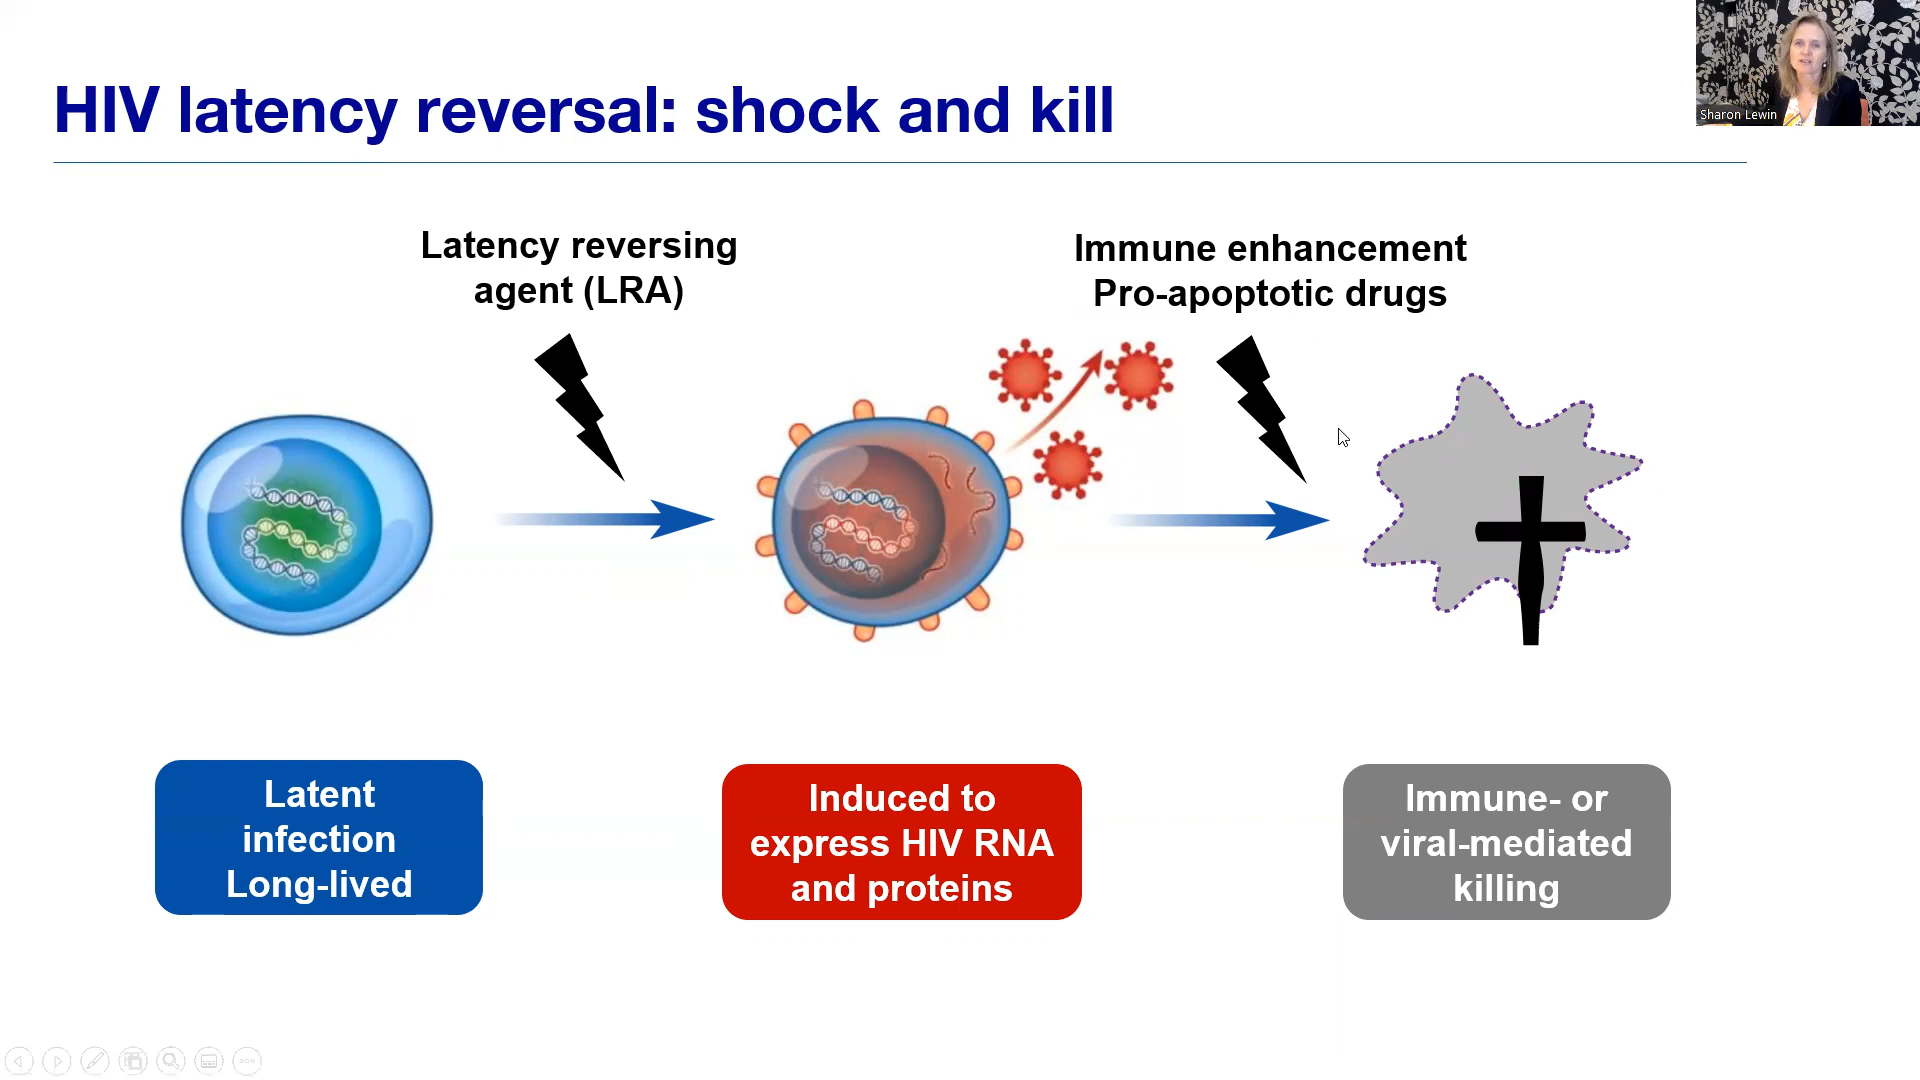 HIV latency reversal: shock and kill
Sharon Lewin
Latency reversing
agent (LRA)
Immune enhancement
Pro-apoptotic drugs
Latent
infection
Long-lived
Induced to
express HIV RNA
and proteins
Immune- or
viral-mediated
killing